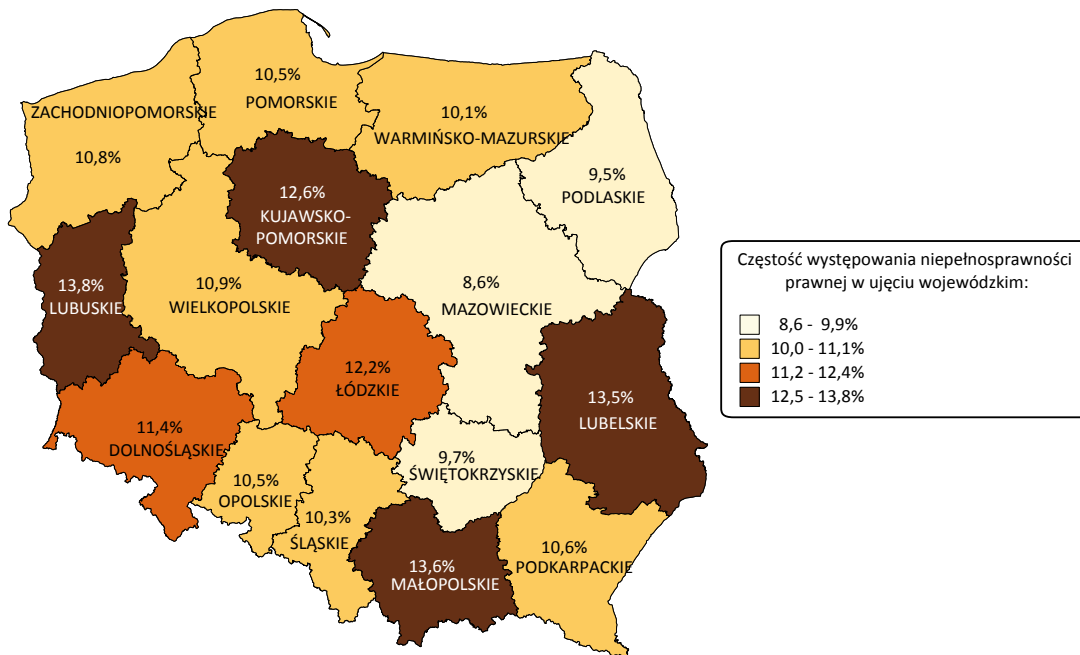 10,5%
POMORSKIE
ZACHODNIOPOMORSKIE
10,8%
10,1%
WARMIŃSKO-MAZURSKIE
9,5%
PODLASKIE
12,6%
KUJAWSKO-
POMORSKIE
13,8%
LUBUSKIE
10,9%
WIELKOPOLSKIE
8,6%
MAZOWIECKIE
12,2%
ŁÓDZKIE
13,5%
LUBELSKIE
11,4%
DOLNOŚLĄSKIE
10,5%
OPOLSKIE
10,3%
ŚLĄSKIE
9,7%
ŚWIĘTOKRZYSKIE
13,6%
MAŁOPOLSKIE
10,6%
PODKARPACKIE
Częstość występowania niepełnosprawności
prawnej w ujęciu wojewódzkim:
8,6 - 9,9%
10,0 - 11,1%
11,2 - 12,4%
12,5 - 13,8%